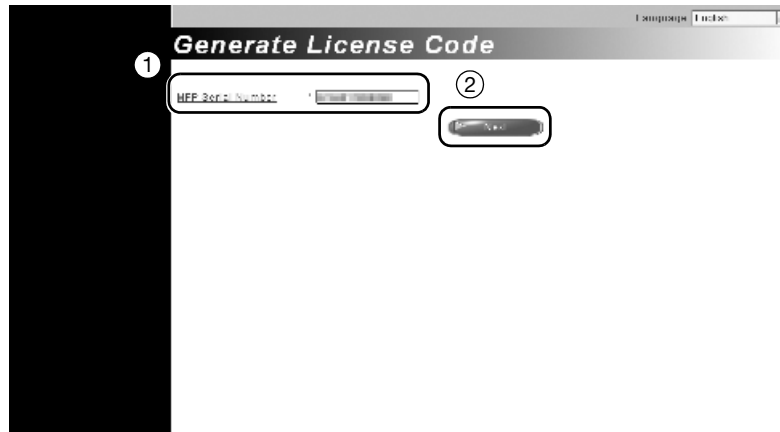 Language English
Generate License Code
①
②
MFP Serial Number *
Next